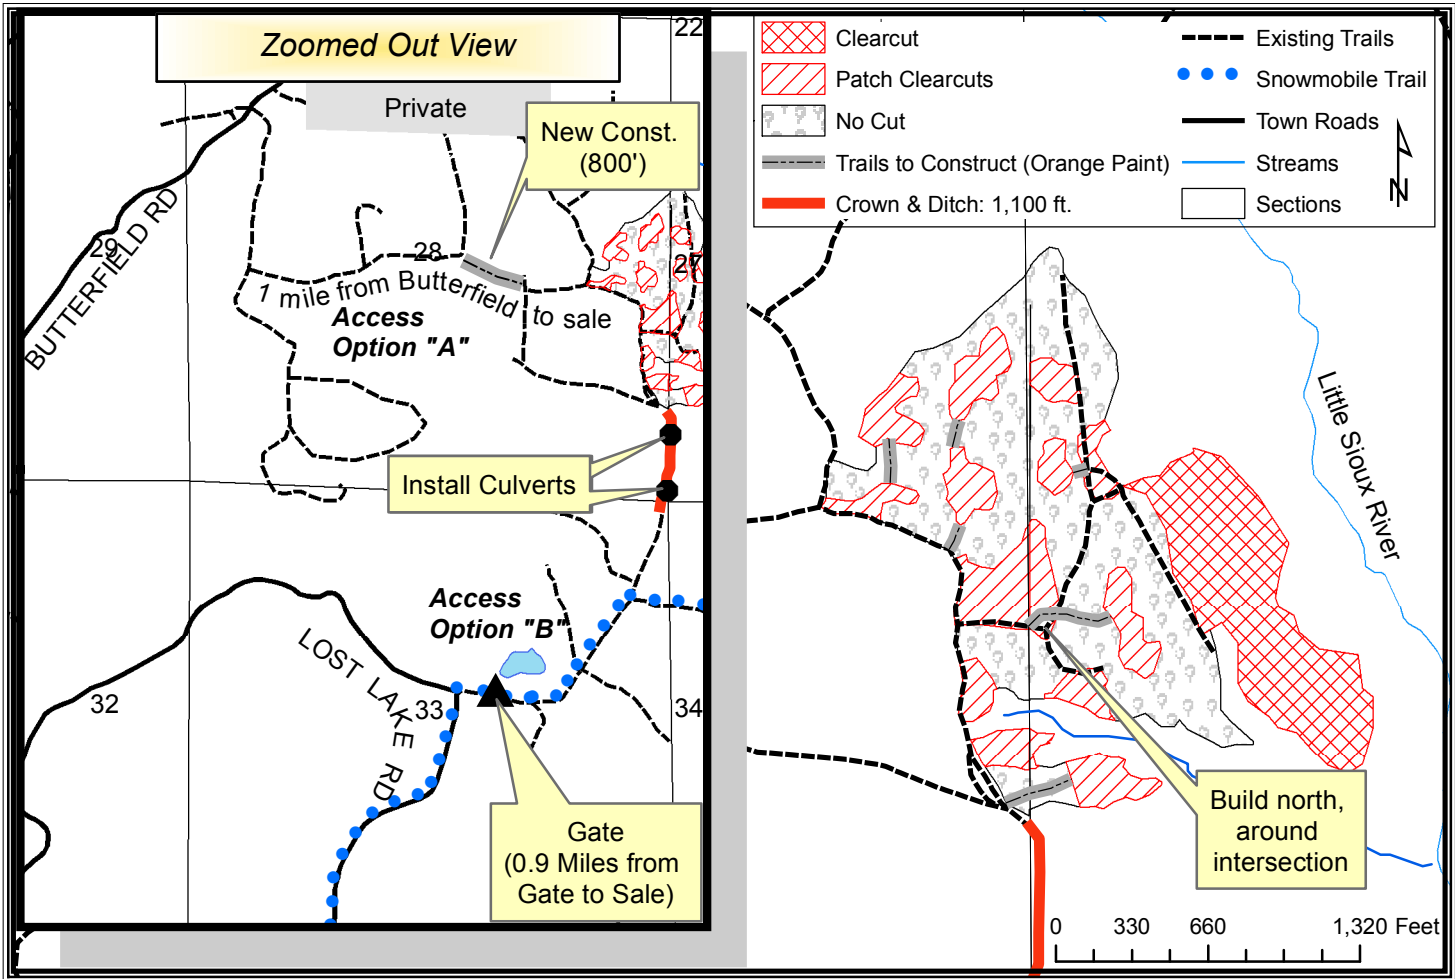 Zoomed Out View
22
Private
New Const.
(800')
BUTTERFIELD RD
29
28
27
1 mile from Butterfield to sale
Access
Option "A"
Install Culverts
Access
Option "B"
LOST LAKE RD
32
33
34
Gate
(0.9 Miles from
Gate to Sale)
Clearcut
Patch Clearcuts
No Cut
Trails to Construct (Orange Paint)
Crown & Ditch: 1,100 ft.
Existing Trails
Snowmobile Trail
Town Roads
Streams
Sections
N
Little Sioux River
Build north,
around
intersection
0 330 660 1,320 Feet